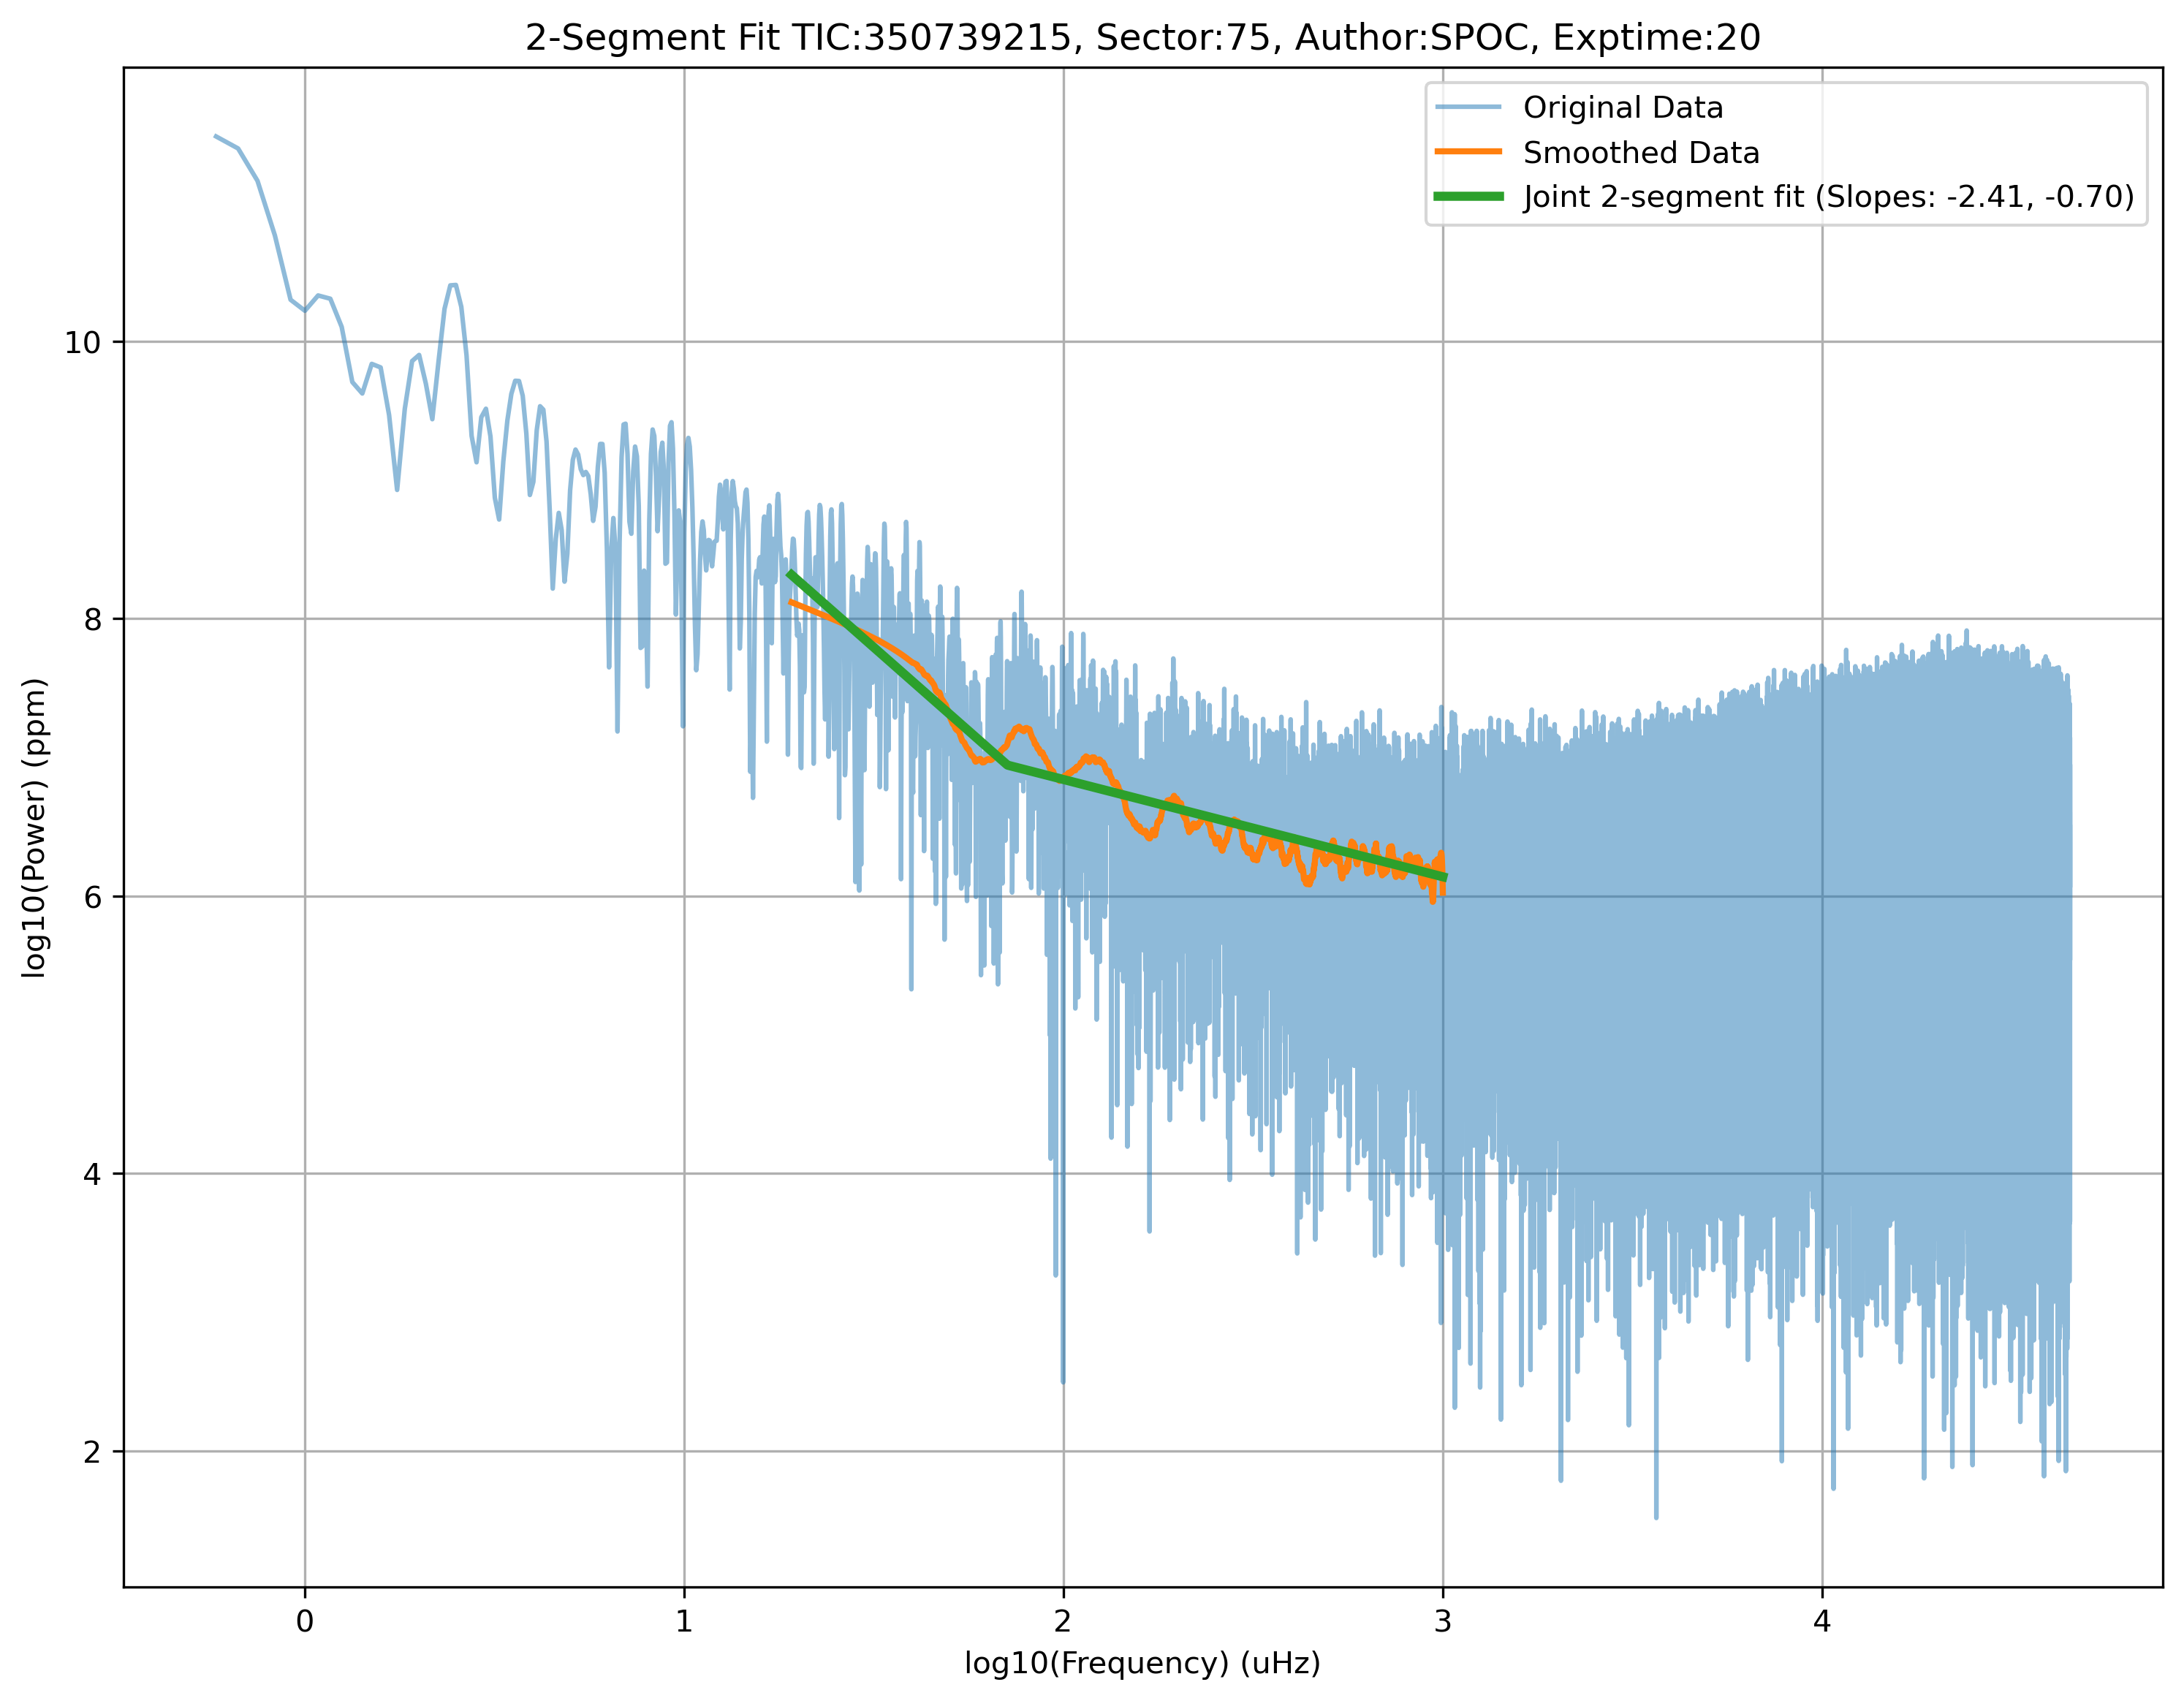 2-Segment Fit TIC:350739215, Sector:75, Author:SPOC, Exptime:20
Original Data
Smoothed Data
Joint 2-segment fit (Slopes: -2.41, -0.70)
log10(Power) (ppm)
10
8
6
4
2
0 1 2 3 4
log10(Frequency) (uHz)